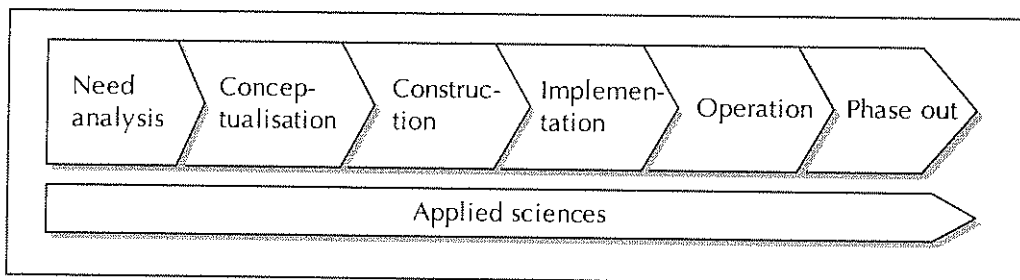 Need
analysis
Concep-
tualisation
Construc-
tion
Implemen-
tation
Operation
Phase out
Applied sciences